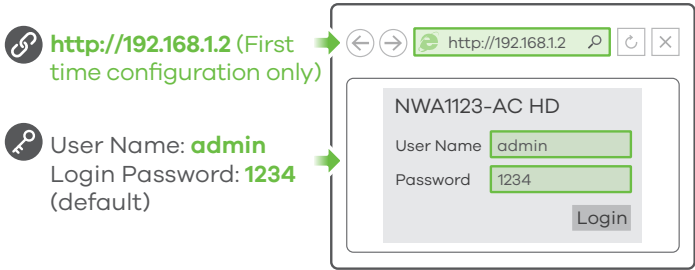 http://192.168.1.2 (First
time configuration only)
User Name: admin
Login Password: 1234
(default)
http://192.168.1.2
NWA1123-AC HD
User Name admin
Password 1234
Login